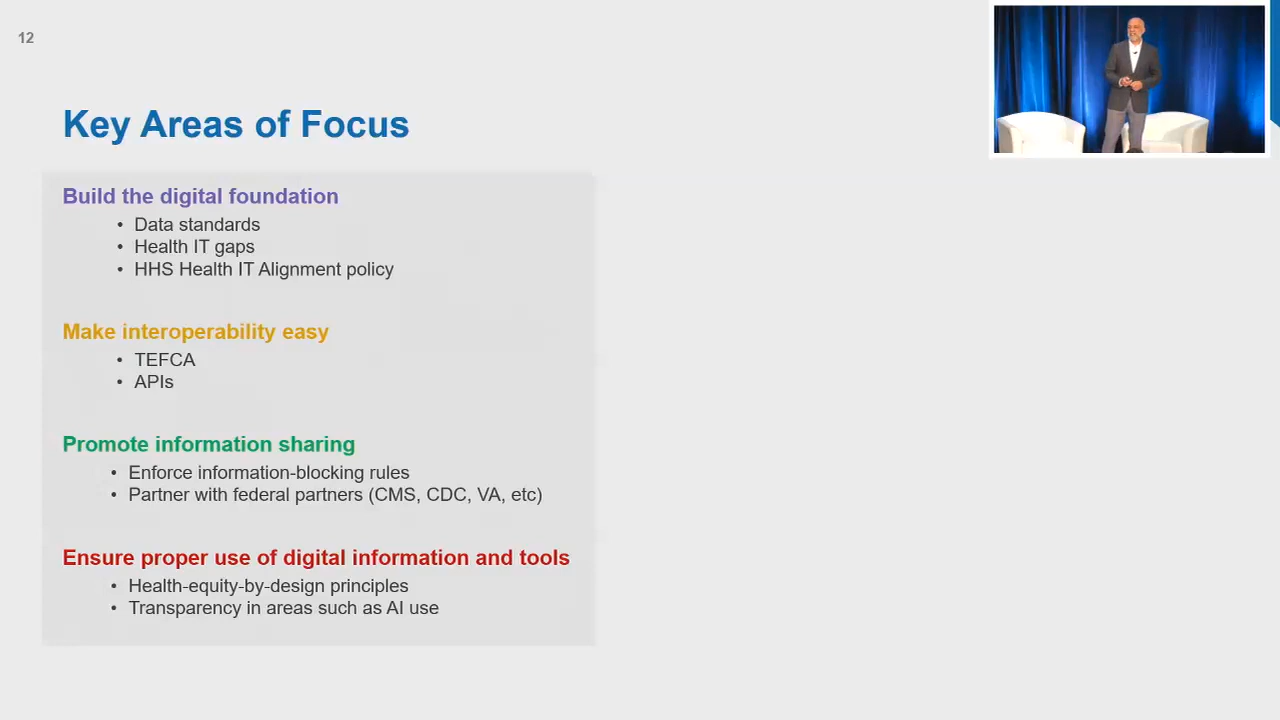 12
Key Areas of Focus
Build the digital foundation
• Data standards
• Health IT gaps
• HHS Health IT Alignment policy
Make interoperability easy
• TEFCA
• APIs
Promote information sharing
• Enforce information-blocking rules
• Partner with federal partners (CMS, CDC, VA, etc)
Ensure proper use of digital information and tools
• Health-equity-by-design principles
• Transparency in areas such as AI use